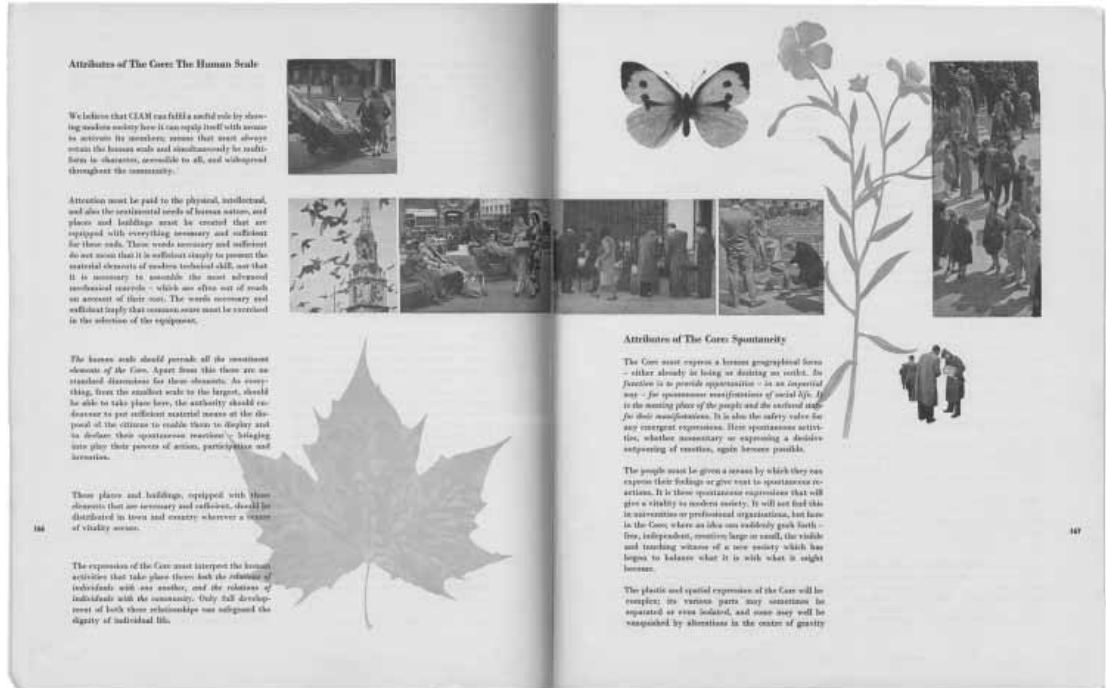 Attributes of The Core: The Human Scale
We believe that CIAM can fulfil a useful role by show-
ing modern society how it can equip itself with means
to activate its members; means that must always
retain the human scale and simultaneously be multi-
form in character, accessible to all, and widespread
throughout the community.
Attention must be paid to the physical, intellectual,
and also the sentimental needs of human nature, and
places and buildings must be created that are
equipped with everything necessary and sufficient
for these ends. These words necessary and sufficient
do not mean that it is sufficient simply to present the
material elements of modern technical skill, nor that
it is necessary to assemble the most advanced
mechanical marvels – which are often out of reach
on account of their cost. The words necessary and
sufficient imply that common sense must be exercised
in the selection of the equipment.
The human scale should pervade all the constituent
elements of the Core. Apart from this there are no
standard dimensions for these elements. As every-
thing, from the smallest scale to the largest, should
be able to take place here, the authority should en-
deavour to put sufficient material means at the dis-
posal of the citizens to enable them to display and
to declare their spontaneous reactions – bringing
into play their powers of action, participation and
invention.
These places and buildings, equipped with those
elements that are necessary and sufficient, should be
distributed in town and country wherever a centre
of vitality occurs.
The expression of the Core must interpret the human
activities that take place there: both the relations of
individuals with one another, and the relations of
individuals with the community. Only full develop-
ment of both these relationships can safeguard the
dignity of individual life.
166
Attributes of The Core: Spontaneity
The Core must express a human geographical force
– either already in being or desiring an outlet. Its
function is to provide opportunities – in an impartial
way – for spontaneous manifestations of social life. It
is the meeting place of the people and the enclosed stage
for their manifestations. It is also the safety valve for
any emergent expressions. Here spontaneous activi-
ties, whether momentary or expressing a decisive
outpouring of emotion, again become possible.
The people must be given a means by which they can
express their feelings or give vent to spontaneous re-
actions. It is these spontaneous expressions that will
give a vitality to modern society. It will not find this
in universities or professional organisations, but here
in the Core; where an idea can suddenly gush forth –
free, independent, creative; large or small, the visible
and touching witness of a new society which has
begun to balance what it is with what it might
become.
The plastic and spatial expression of the Core will be
complex; its various parts may sometimes be
separated or even isolated, and some may well be
vanquished by alterations in the centre of gravity
167